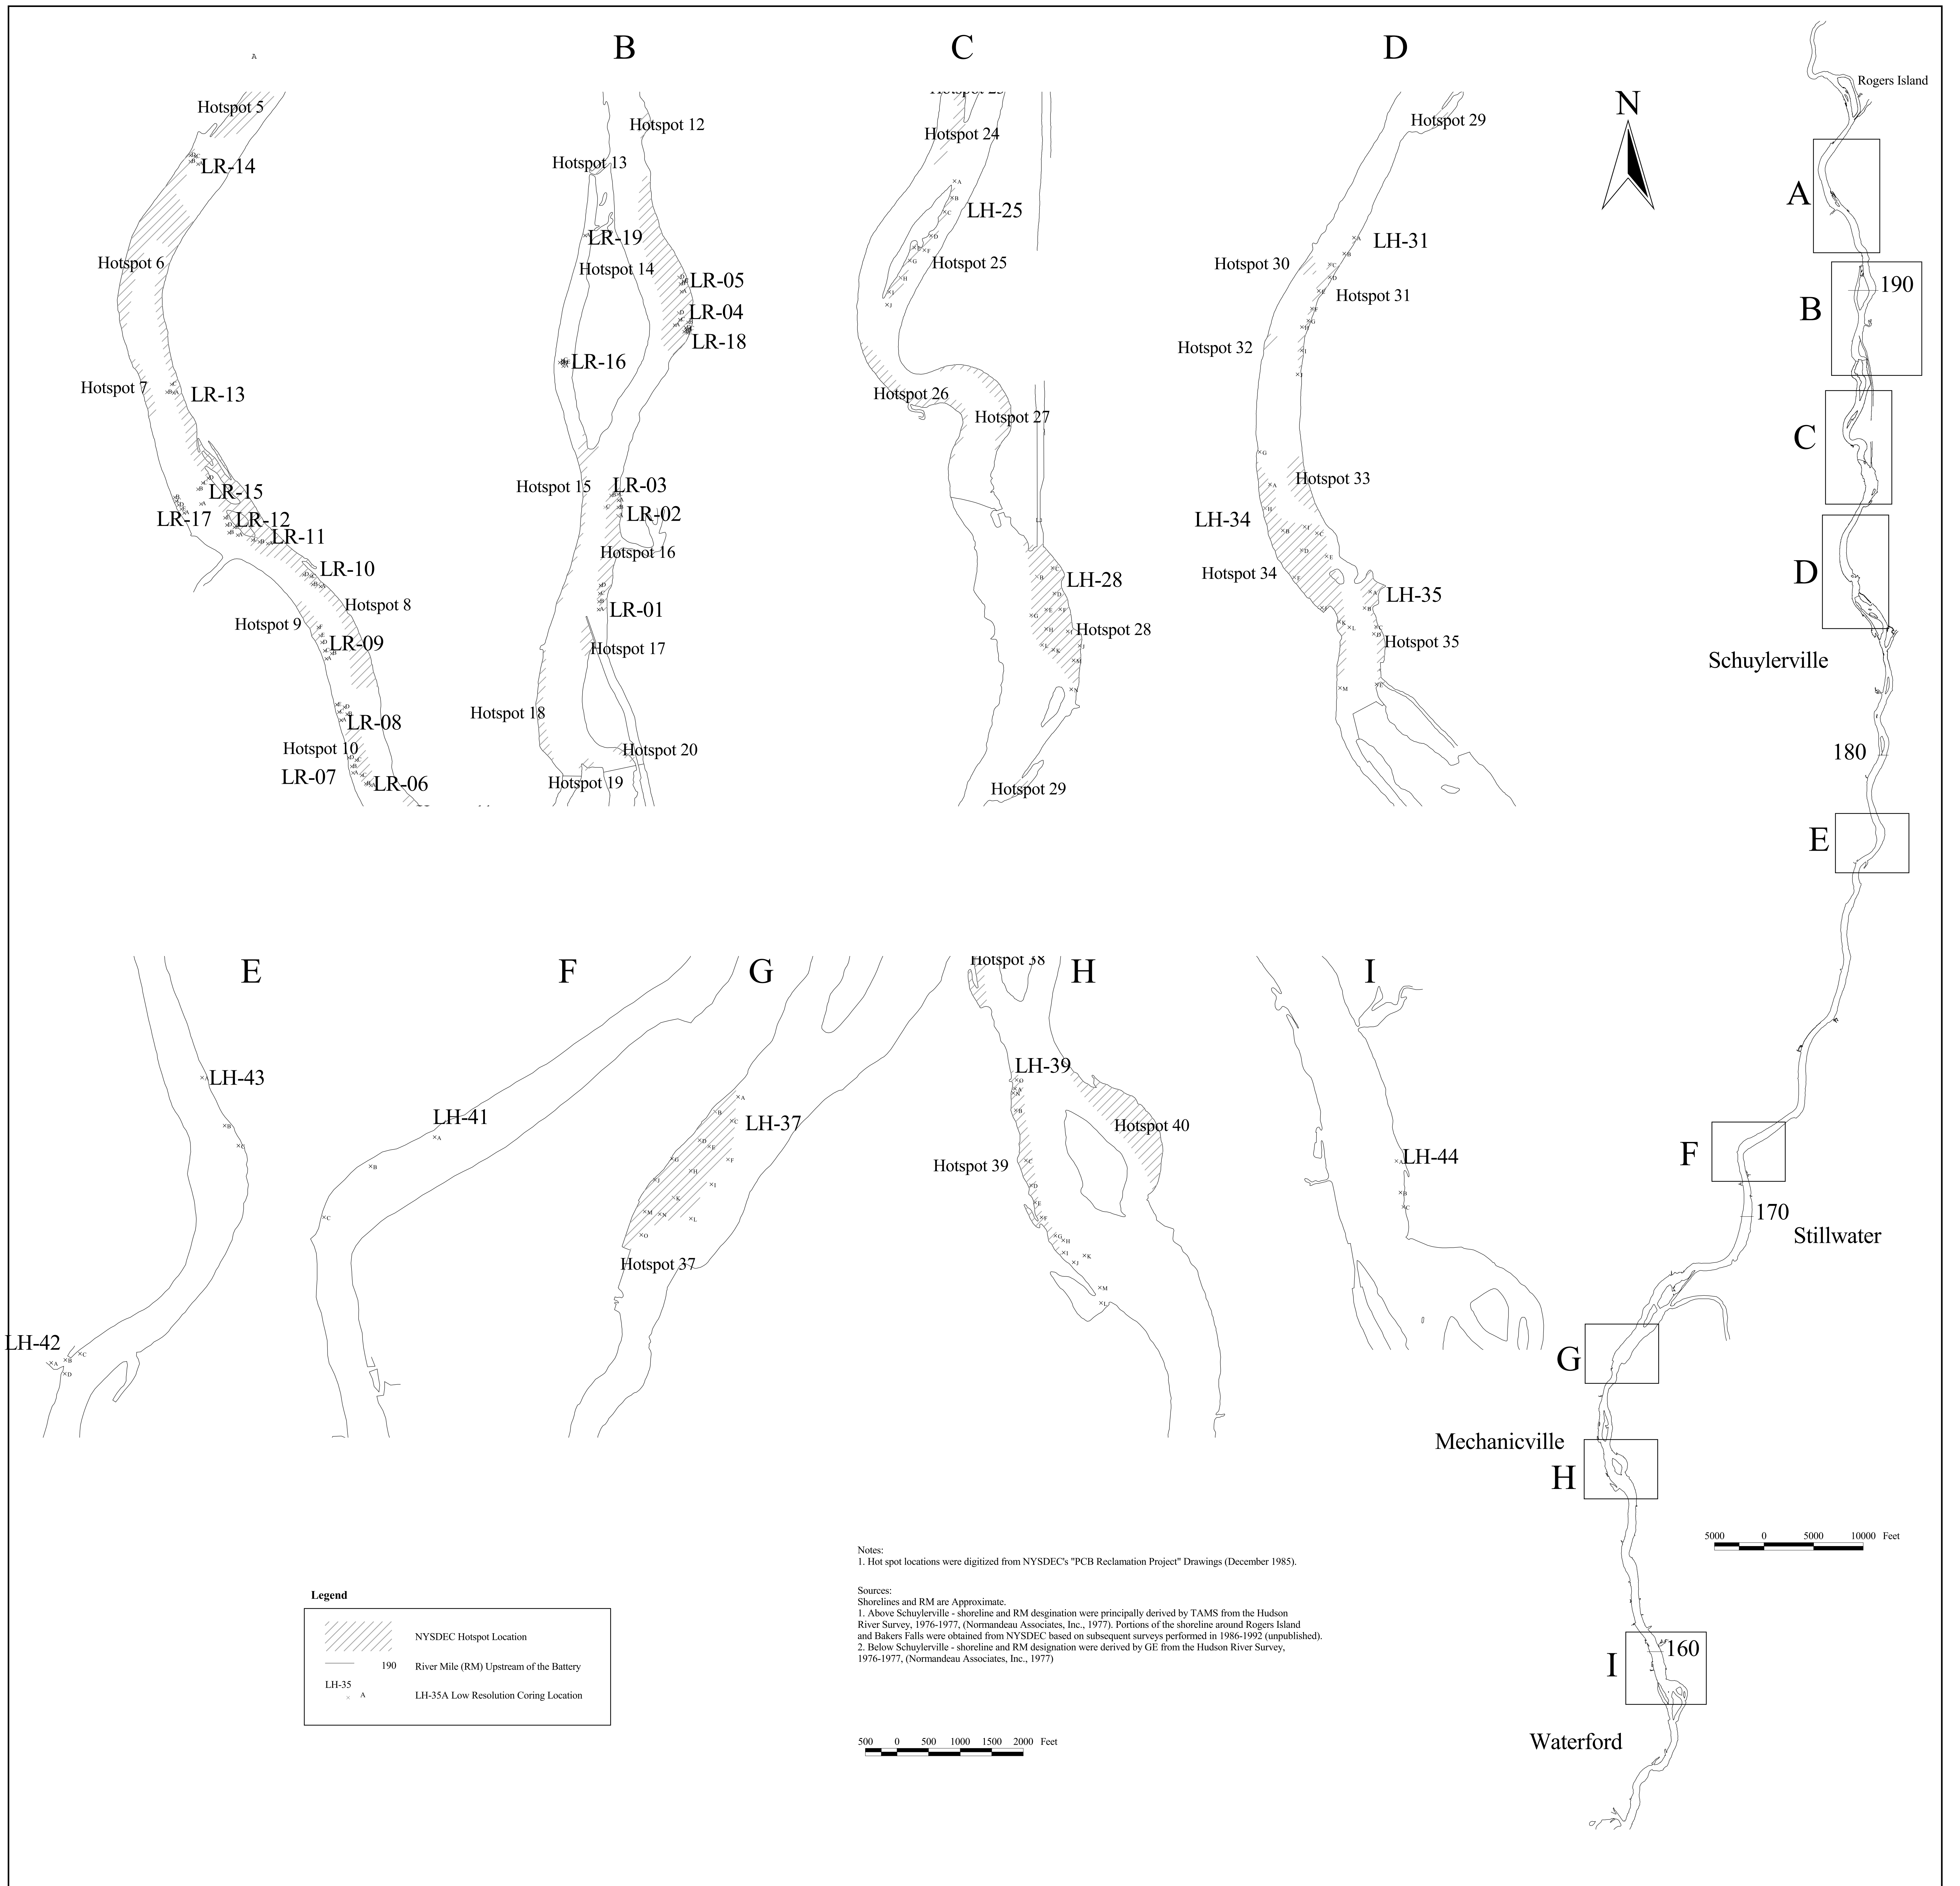 A
B
C
D
Rogers Island
N
Hotspot 5
LR-14
Hotspot 6
Hotspot 7
LR-13
LR-15
LR-17
LR-12
LR-11
LR-10
Hotspot 8
Hotspot 9
LR-09
LR-08
Hotspot 10
LR-07
LR-06
Hotspot 12
Hotspot 13
LR-19
Hotspot 14
LR-05
LR-04
LR-18
LR-16
Hotspot 15
LR-03
LR-02
Hotspot 16
LR-01
Hotspot 17
Hotspot 18
Hotspot 20
Hotspot 19
Hotspot 24
LH-25
Hotspot 25
Hotspot 26
Hotspot 27
LH-28
Hotspot 28
Hotspot 29
Hotspot 29
LH-31
Hotspot 30
Hotspot 31
Hotspot 32
Hotspot 33
LH-34
Hotspot 34
LH-35
Hotspot 35
A
190
B
C
D
Schuylerville
180
E
F
170
Stillwater
G
Mechanicville
H
I
160
Waterford
E
LH-43
LH-42
F
LH-41
G
LH-37
Hotspot 37
H
Hotspot 38
LH-39
Hotspot 40
Hotspot 39
I
LH-44
5000 0 5000 10000 Feet
Notes:
1. Hot spot locations were digitized from NYSDEC's "PCB Reclamation Project" Drawings (December 1985).
Sources:
Shorelines and RM are Approximate.
1. Above Schuylerville - shoreline and RM desgination were principally derived by TAMS from the Hudson
River Survey, 1976-1977, (Normandeau Associates, Inc., 1977). Portions of the shoreline around Rogers Island
and Bakers Falls were obtained from NYSDEC based on subsequent surveys performed in 1986-1992 (unpublished).
2. Below Schuylerville - shoreline and RM designation were derived by GE from the Hudson River Survey,
1976-1977, (Normandeau Associates, Inc., 1977)
500 0 500 1000 1500 2000 Feet
Legend
NYSDEC Hotspot Location
190 River Mile (RM) Upstream of the Battery
LH-35
A LH-35A Low Resolution Coring Location